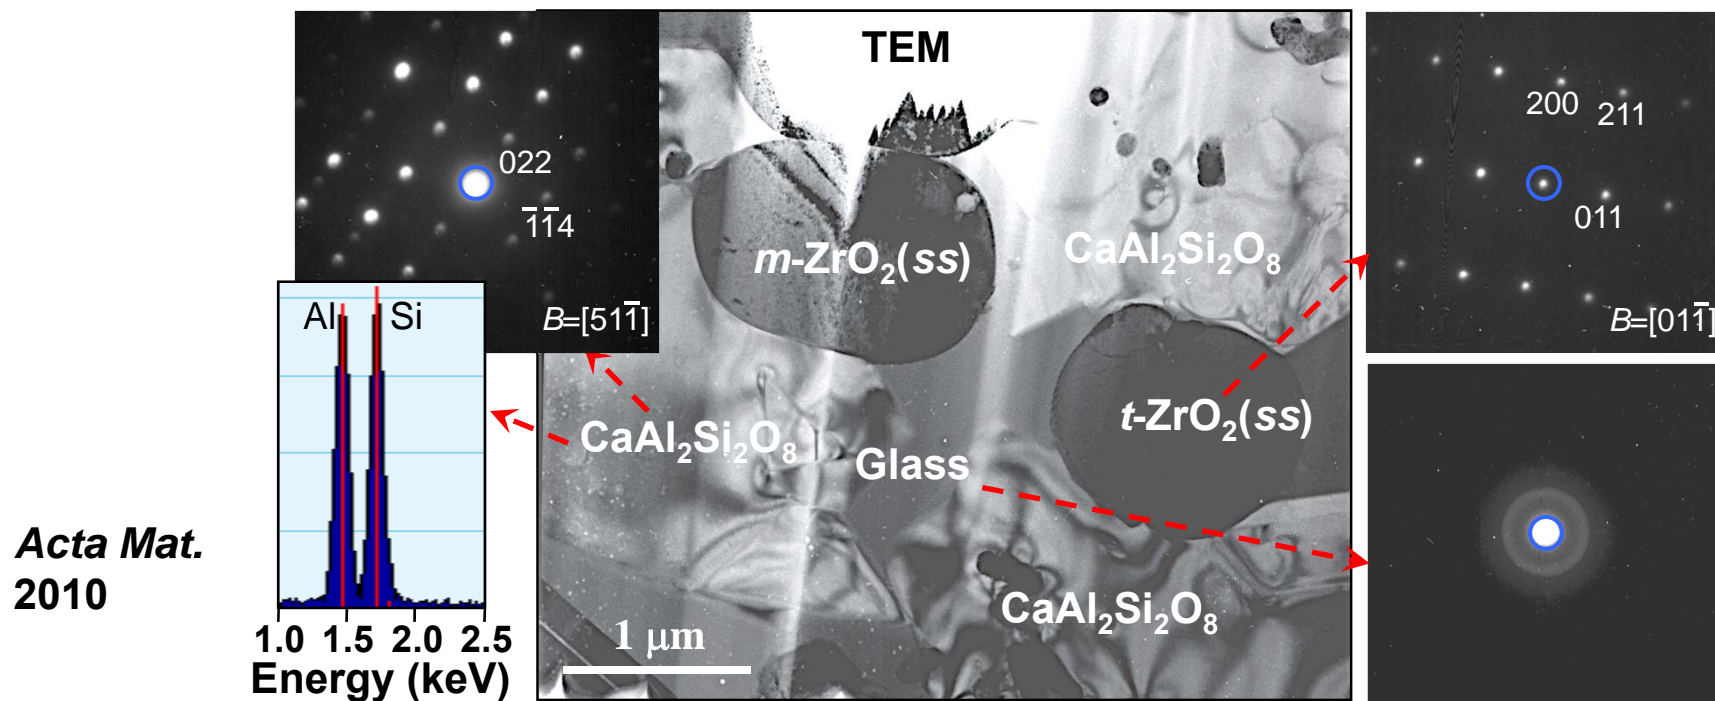 TEM
022
1̅1̅4
B=[511̅]
200
211
011
B=[011̅]
m-ZrO₂(ss)
CaAl₂Si₂O₈
t-ZrO₂(ss)
CaAl₂Si₂O₈
Glass
CaAl₂Si₂O₈
1 μm
Al
Si
1.0 1.5 2.0 2.5
Energy (keV)
Acta Mat.
2010